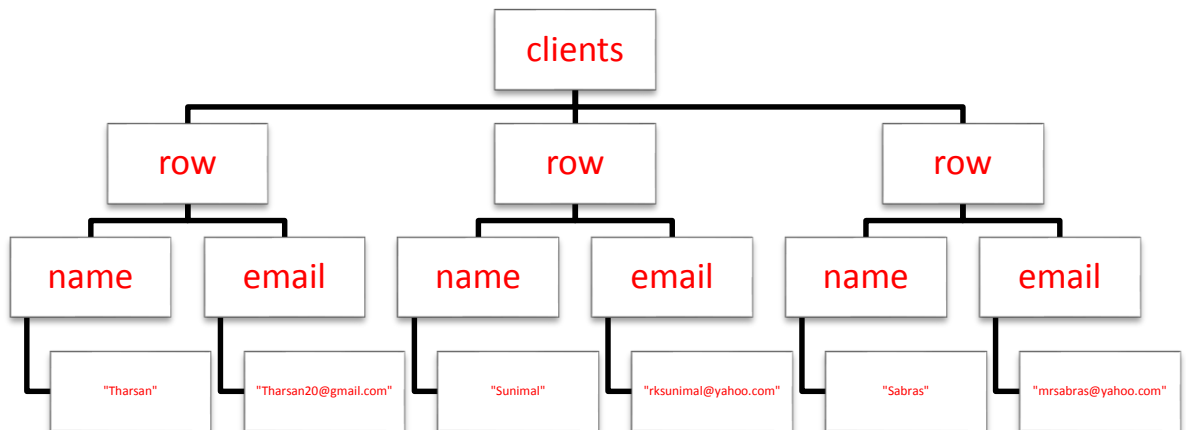 clients
row
row
row
name
email
name
email
name
email
"Tharsan"
"Tharsan20@gmail.com"
"Sunimal"
"rksunimal@yahoo.com"
"Sabras"
"mrsabras@yahoo.com"